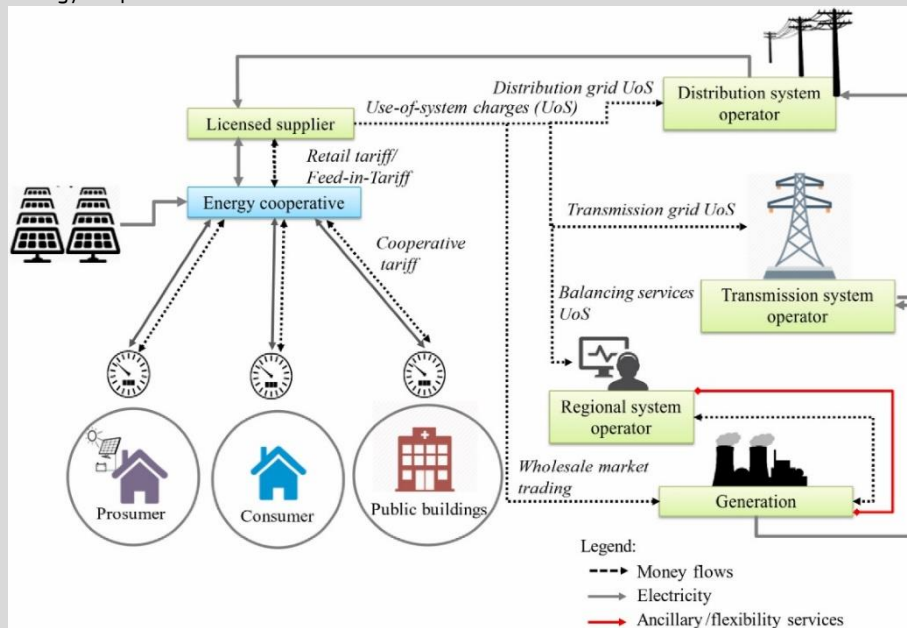 Distribution grid UoS
Distribution system
operator
Licensed supplier
Use-of-system charges (UoS)
Retail tariff/
Feed-in-Tariff
Energy cooperative
Transmission grid UoS
Cooperative
tariff
Balancing services
UoS
Transmission system
operator
Regional system
operator
Wholesale market
trading
Generation
Prosumer
Consumer
Public buildings
Legend:
Money flows
Electricity
Ancillary/flexibility services